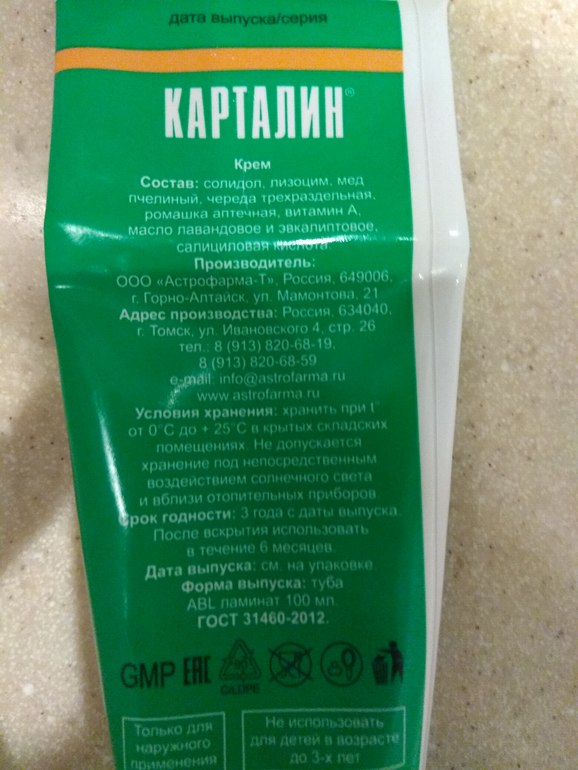 дата выпуска/серия
КАРТАЛИН®
Крем
Состав: солидол, лизоцим, мед
пчелиный, череда трехраздельная,
ромашка аптечная, витамин А,
масло лавандовое и эвкалиптовое,
салициловая кислота
Производитель:
ООО «Астрофарма-Т», Россия, 649006,
г. Горно-Алтайск, ул. Мамонтова, 21
Адрес производства: Россия, 634040,
г. Томск, ул. Ивановского 4, стр. 26
тел.: 8 (913) 820-68-19,
8 (913) 820-68-59
e-mail: info@astrofarma.ru
www.astrofarma.ru
Условия хранения: хранить при t°
от 0°С до + 25°С в крытых складских
помещениях. Не допускается
хранение под непосредственным
воздействием солнечного света
и вблизи отопительных приборов
Срок годности: 3 года с даты выпуска.
После вскрытия использовать
в течение 6 месяцев.
Дата выпуска: см. на упаковке
Форма выпуска: туба
ABL ламинат 100 мл.
ГОСТ 31460-2012.
GMP EAC
C/LDPE
Только для
наружного
применения
Не использовать
для детей в возрасте
до 3-х лет